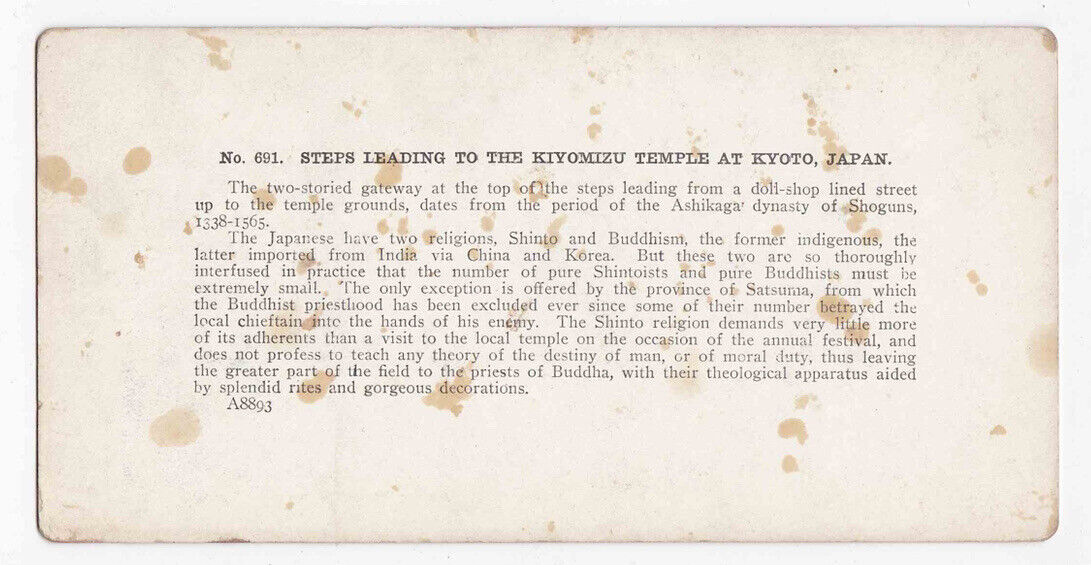 No. 691. STEPS LEADING TO THE KIYOMIZU TEMPLE AT KYOTO, JAPAN.
The two-storied gateway at the top of the steps leading from a doll-shop lined street
up to the temple grounds, dates from the period of the Ashikaga dynasty of Shoguns,
1338-1565.
The Japanese have two religions, Shinto and Buddhism, the former indigenous, the
latter imported from India via China and Korea. But these two are so thoroughly
interfused in practice that the number of pure Shintoists and pure Buddhists must be
extremely small. The only exception is offered by the province of Satsuma, from which
the Buddhist priesthood has been excluded ever since some of their number betrayed the
local chieftain into the hands of his enemy. The Shinto religion demands very little more
of its adherents than a visit to the local temple on the occasion of the annual festival, and
does not profess to teach any theory of the destiny of man, or of moral duty, thus leaving
the greater part of the field to the priests of Buddha, with their theological apparatus aided
by splendid rites and gorgeous decorations.
A8893